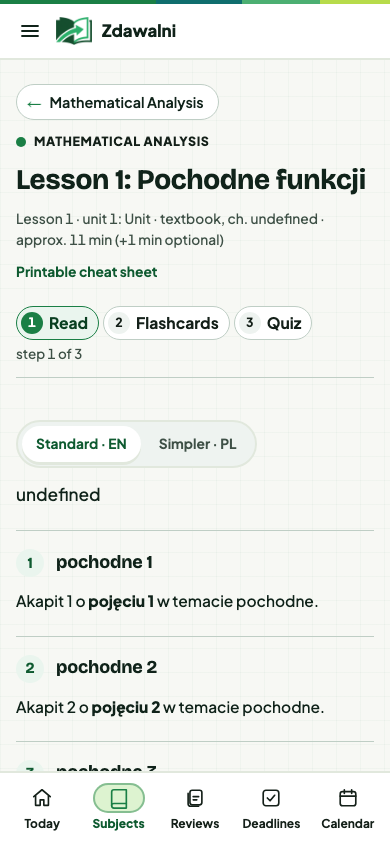 Zdawalni
← Mathematical Analysis
MATHEMATICAL ANALYSIS
Lesson 1: Pochodne funkcji
Lesson 1 · unit 1: Unit · textbook, ch. undefined ·
approx. 11 min (+1 min optional)
Printable cheat sheet
1 Read 2 Flashcards 3 Quiz
step 1 of 3
Standard · EN Simpler · PL
undefined
1 pochodne 1
Akapit 1 o pojęciu 1 w temacie pochodne.
2 pochodne 2
Akapit 2 o pojęciu 2 w temacie pochodne.
3 pochodne 3
Today Subjects Reviews Deadlines Calendar